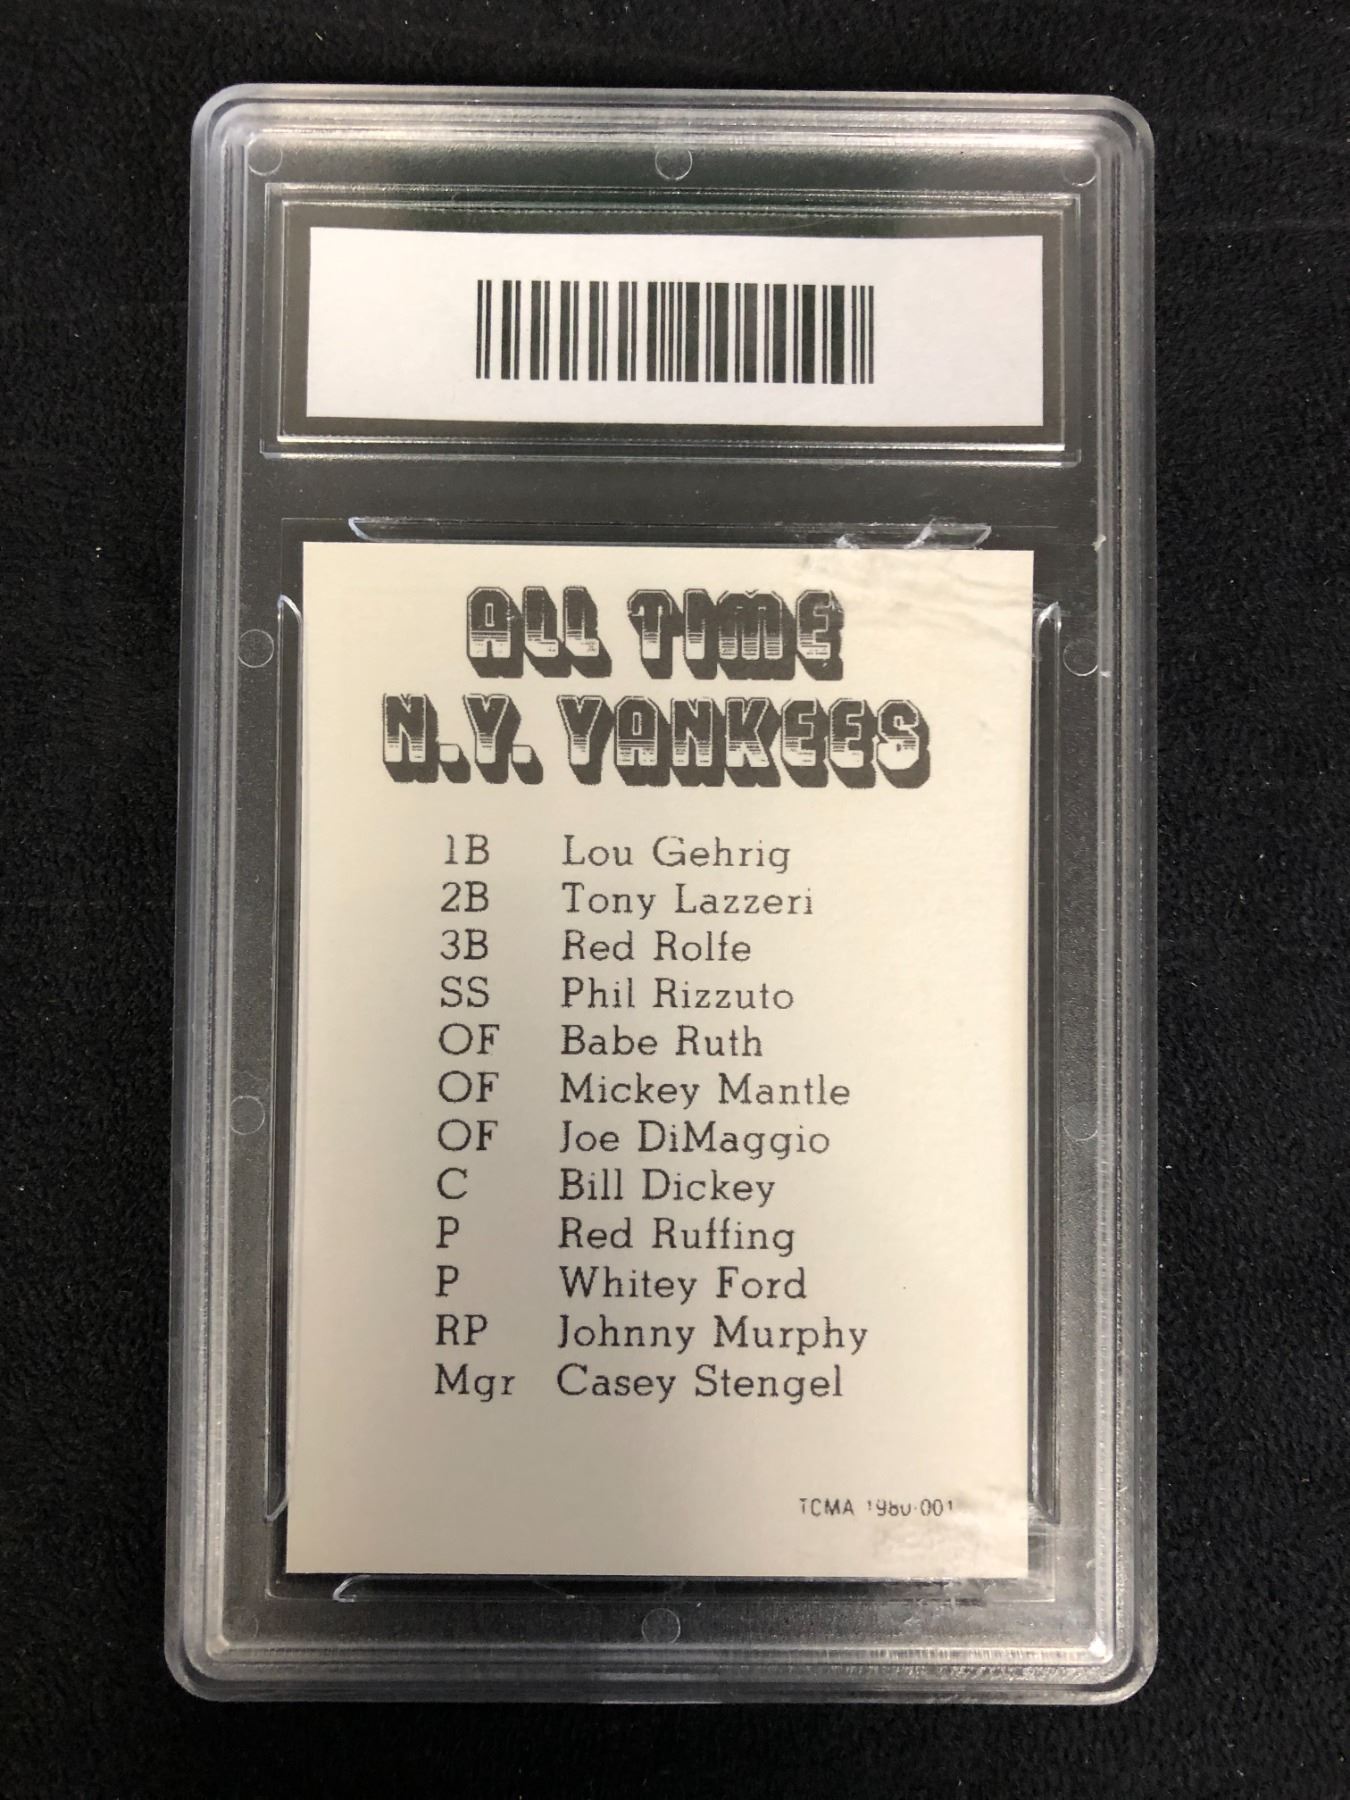 ALL TIME
N.Y. YANKEES
1B Lou Gehrig
2B Tony Lazzeri
3B Red Rolfe
SS Phil Rizzuto
OF Babe Ruth
OF Mickey Mantle
OF Joe DiMaggio
C Bill Dickey
P Red Ruffing
P Whitey Ford
RP Johnny Murphy
Mgr Casey Stengel
TCMA 1980-001